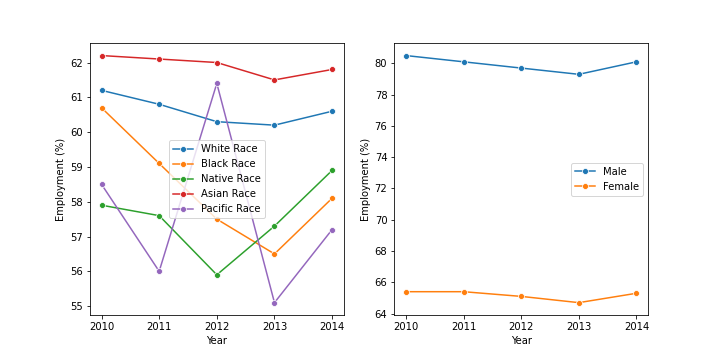 62
61
60
59
58
57
56
55
Employment (%)
2010
2011
2012
2013
2014
Year
White Race
Black Race
Native Race
Asian Race
Pacific Race
80
78
76
74
72
70
68
66
64
Employment (%)
2010
2011
2012
2013
2014
Year
Male
Female